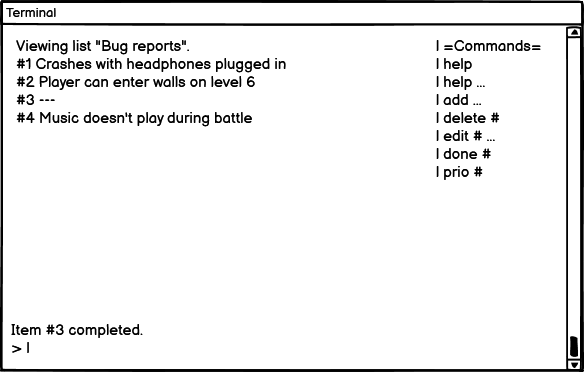 Terminal
Viewing list "Bug reports".
#1 Crashes with headphones plugged in
#2 Player can enter walls on level 6
#3 ---
#4 Music doesn't play during battle
| =Commands=
| help
| help ...
| add ...
| delete #
| edit # ...
| done #
| prio #
Item #3 completed.
> |